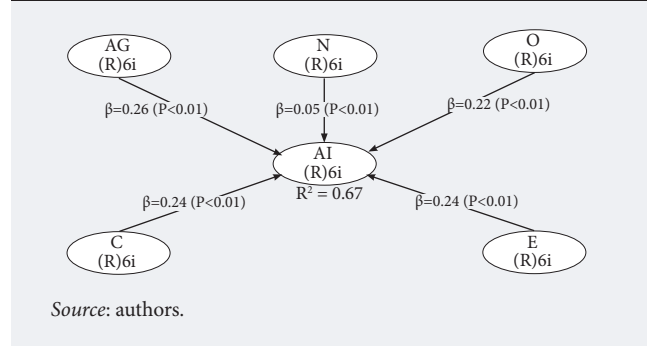 AG
(R)6i
N
(R)6i
O
(R)6i
β=0.26 (P<0.01)
β=0.05 (P<0.01)
β=0.22 (P<0.01)
AI
(R)6i
R² = 0.67
β=0.24 (P<0.01)
β=0.24 (P<0.01)
C
(R)6i
E
(R)6i
Source: authors.